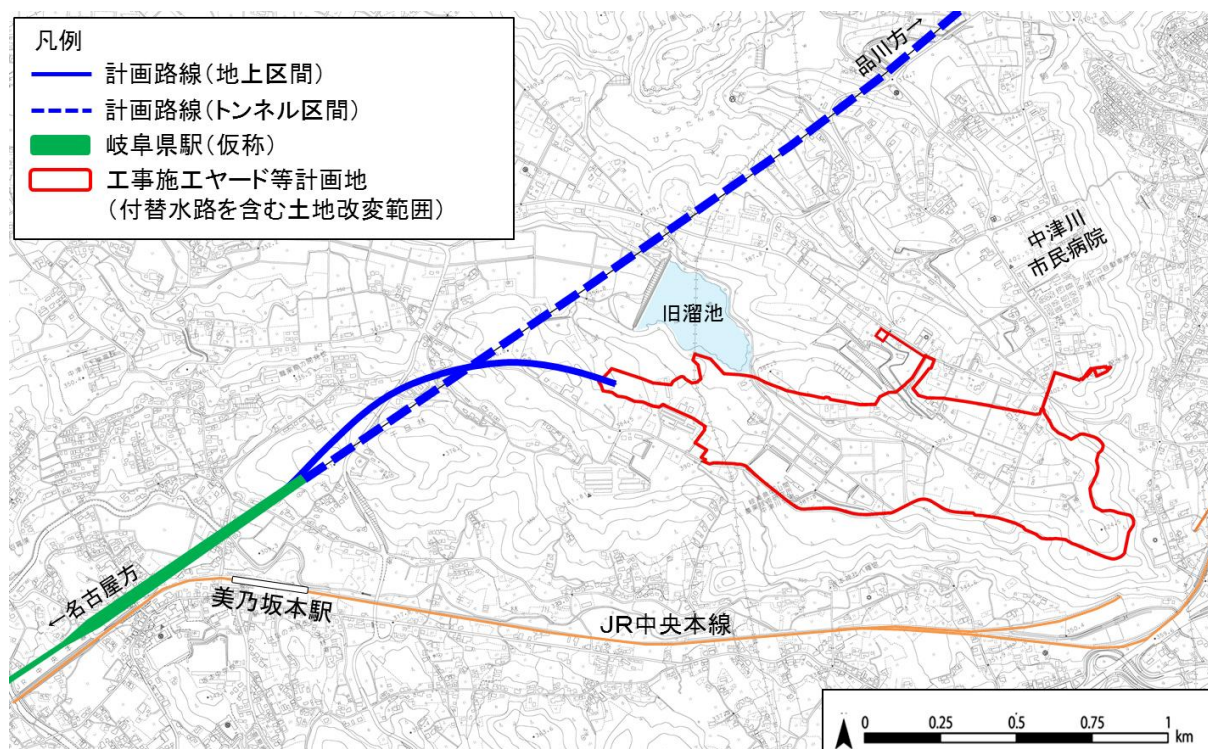 凡例
計画路線(地上区間)
計画路線(トンネル区間)
岐阜県駅(仮称)
工事施工ヤード等計画地
(付替水路を含む土地改変範囲)
品川方→
中津川
市民病院
旧溜池
←名古屋方
美乃坂本駅
JR中央本線
0 0.25 0.5 0.75 1
km